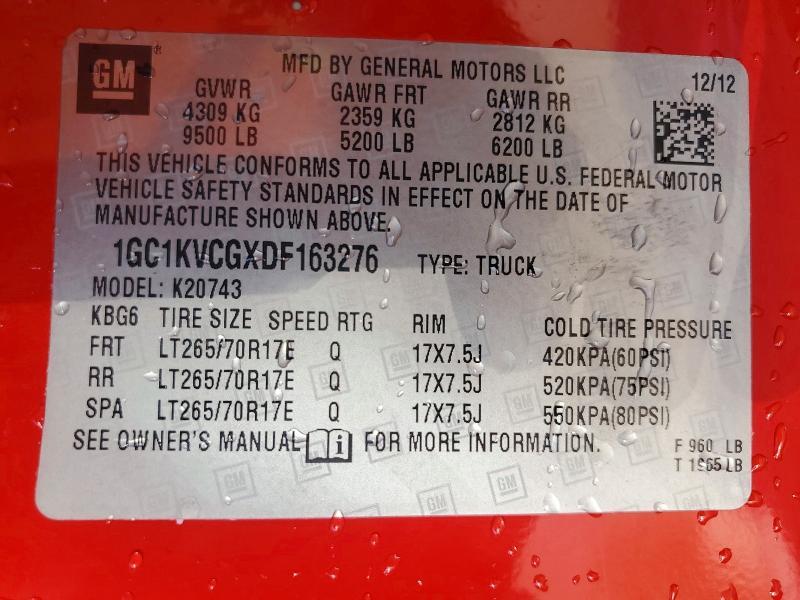 GM ®
MFD BY GENERAL MOTORS LLC
12/12
GVWR GAWR FRT GAWR RR
4309 KG 2359 KG 2812 KG
9500 LB 5200 LB 6200 LB
THIS VEHICLE CONFORMS TO ALL APPLICABLE U.S. FEDERAL MOTOR
VEHICLE SAFETY STANDARDS IN EFFECT ON THE DATE OF
MANUFACTURE SHOWN ABOVE.
1GC1KVCGXDF163276 TYPE: TRUCK
MODEL: K20743
KBG6 TIRE SIZE SPEED RTG RIM COLD TIRE PRESSURE
FRT LT265/70R17E Q 17X7.5J 420KPA(60PSI)
RR LT265/70R17E Q 17X7.5J 520KPA(75PSI)
SPA LT265/70R17E Q 17X7.5J 550KPA(80PSI)
SEE OWNER'S MANUAL i FOR MORE INFORMATION.
F 960 LB
T 1965 LB